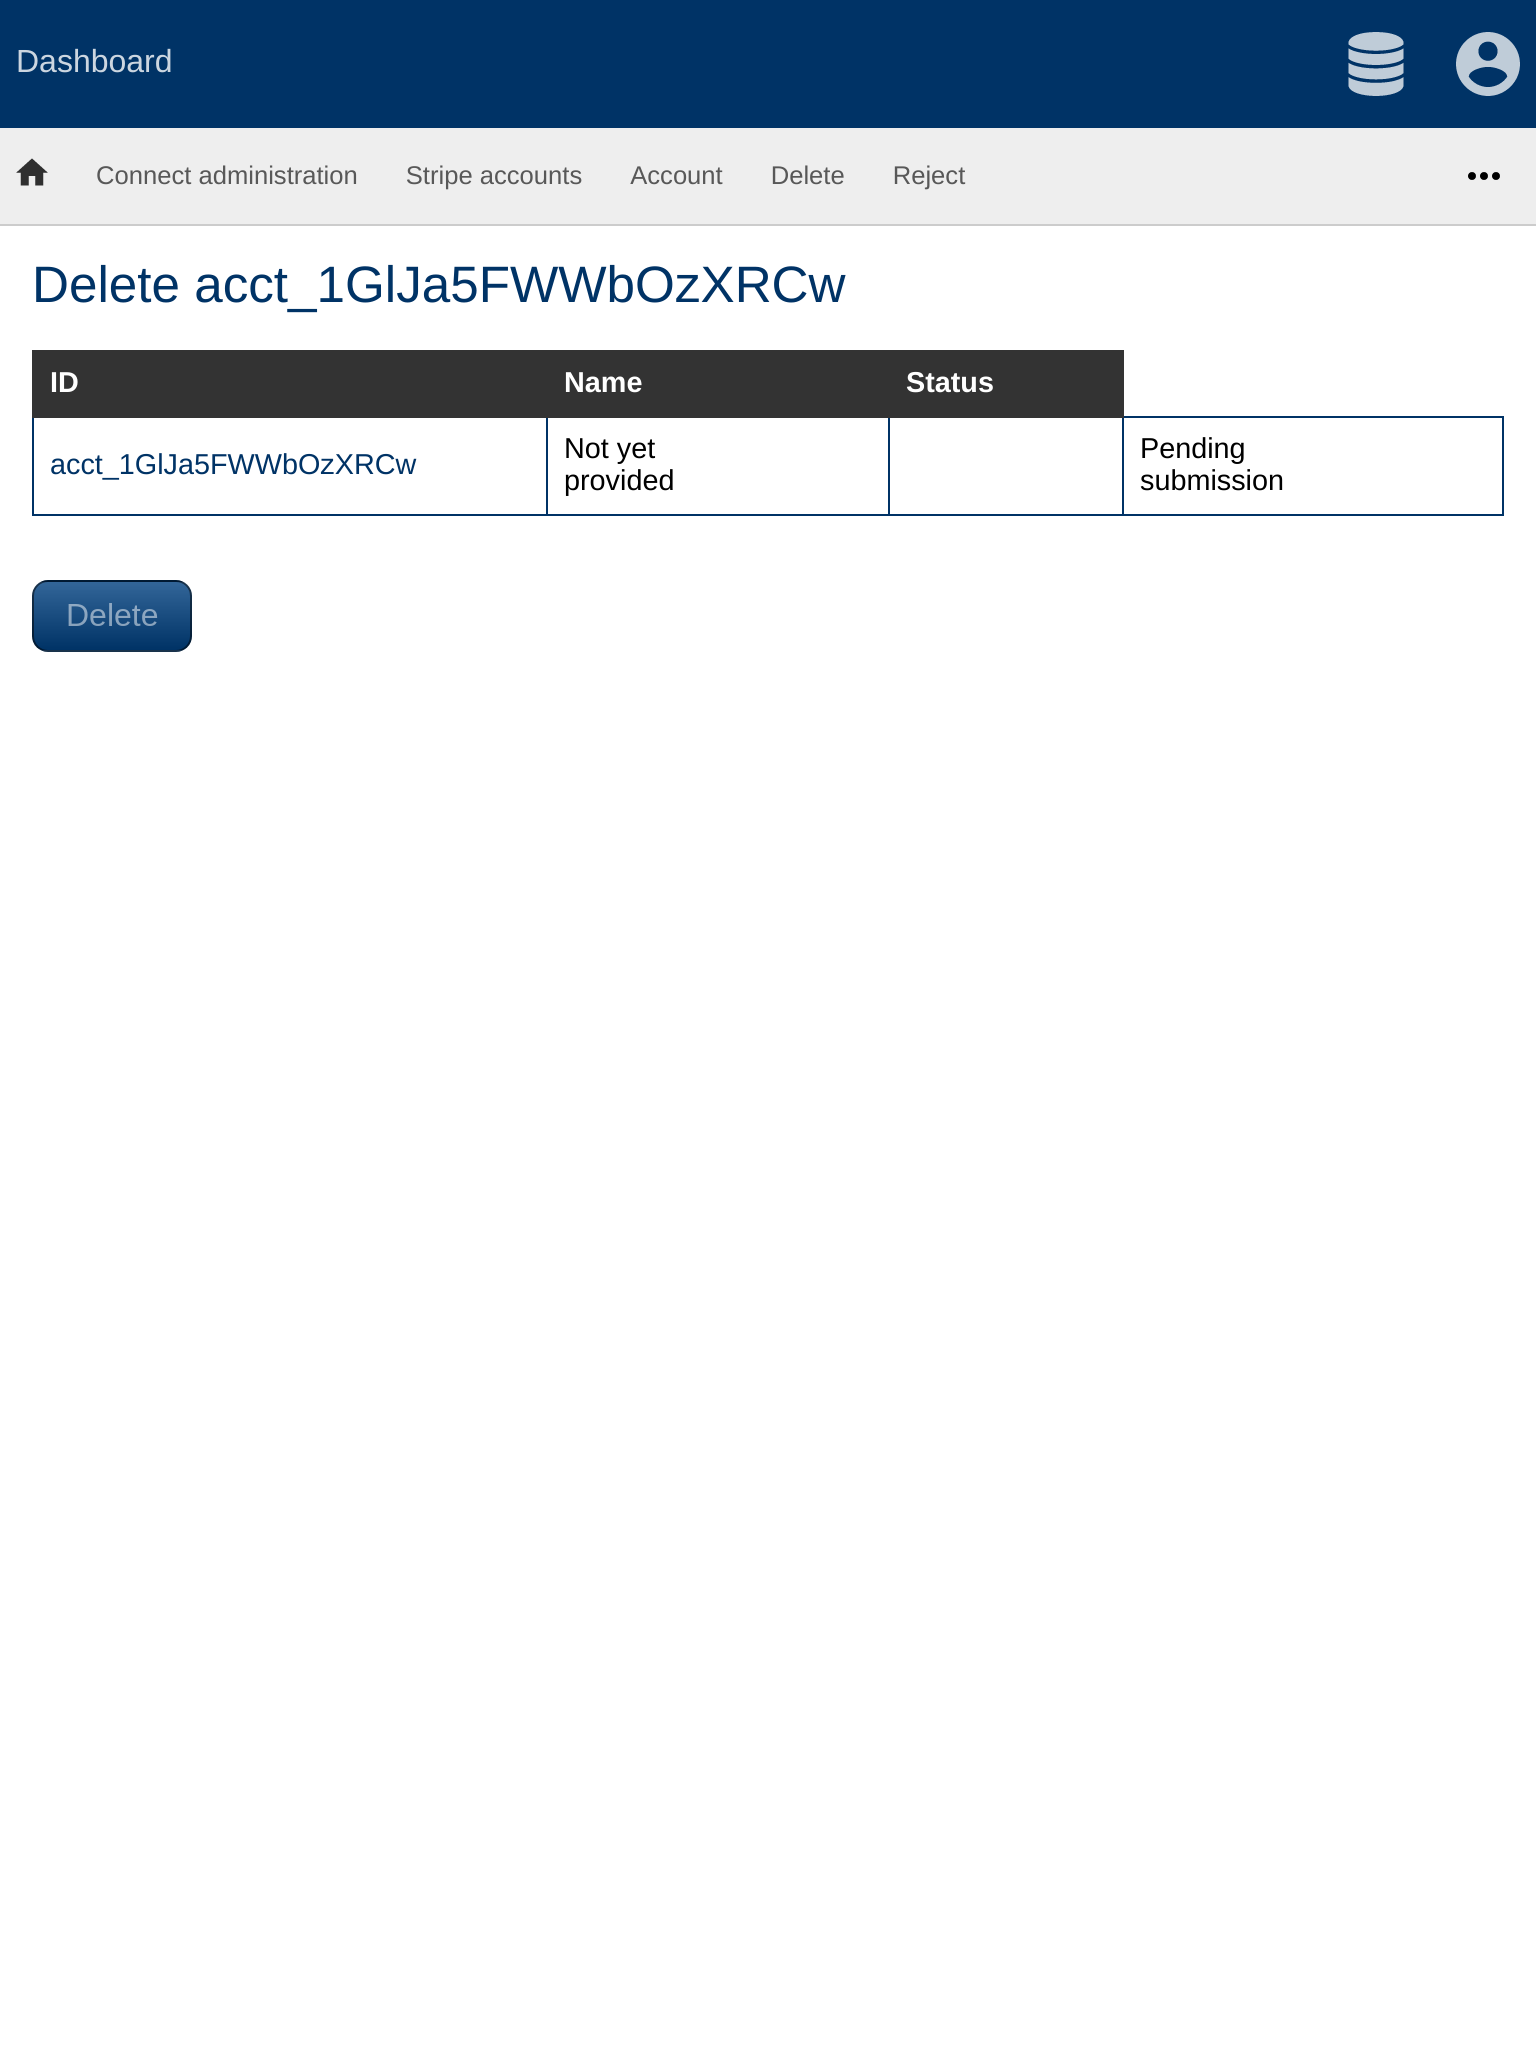 Dashboard
Connect administration Stripe accounts Account Delete Reject
Delete acct_1GlJa5FWWbOzXRCw
ID Name Status
acct_1GlJa5FWWbOzXRCw Not yet provided Pending submission
Delete